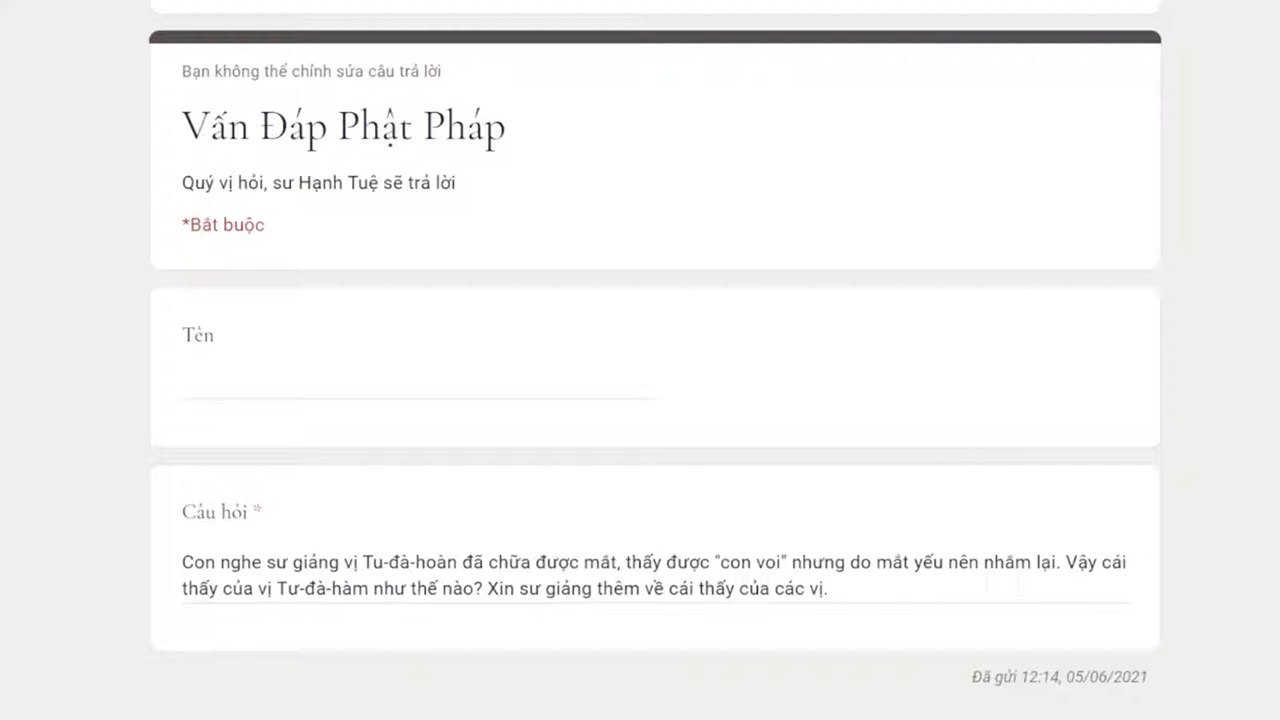 Bạn không thể chỉnh sửa câu trả lời
Vấn Đáp Phật Pháp
Quý vị hỏi, sư Hạnh Tuệ sẽ trả lời
*Bắt buộc
Tên
Câu hỏi *
Con nghe sư giảng vị Tu-đà-hoàn đã chữa được mắt, thấy được "con voi" nhưng do mắt yếu nên nhắm lại. Vậy cái
thấy của vị Tư-đà-hàm như thế nào? Xin sư giảng thêm về cái thấy của các vị.
Đã gửi 12:14, 05/06/2021